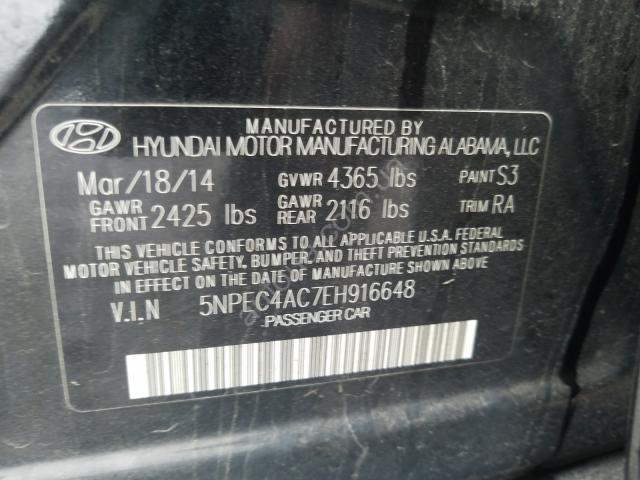 MANUFACTURED BY
HYUNDAI MOTOR MANUFACTURING ALABAMA, LLC
Mar/18/14 GVWR 4365 lbs PAINT S3
GAWR FRONT 2425 lbs GAWR REAR 2116 lbs TRIM RA
THIS VEHICLE CONFORMS TO ALL APPLICABLE U.S.A. FEDERAL
MOTOR VEHICLE SAFETY, BUMPER, AND THEFT PREVENTION STANDARDS
IN EFFECT ON THE DATE OF MANUFACTURE SHOWN ABOVE
V.I.N 5NPEC4AC7EH916648
PASSENGER CAR